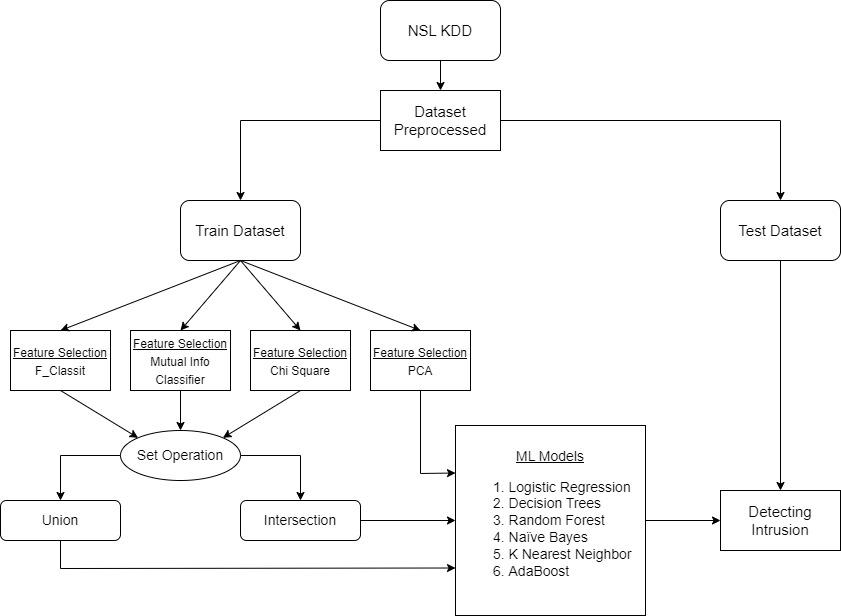 NSL KDD
Dataset
Preprocessed
Train Dataset
Test Dataset
Feature Selection
F_Classit
Feature Selection
Mutual Info
Classifier
Feature Selection
Chi Square
Feature Selection
PCA
Set Operation
Union
Intersection
ML Models
1. Logistic Regression
2. Decision Trees
3. Random Forest
4. Naïve Bayes
5. K Nearest Neighbor
6. AdaBoost
Detecting
Intrusion